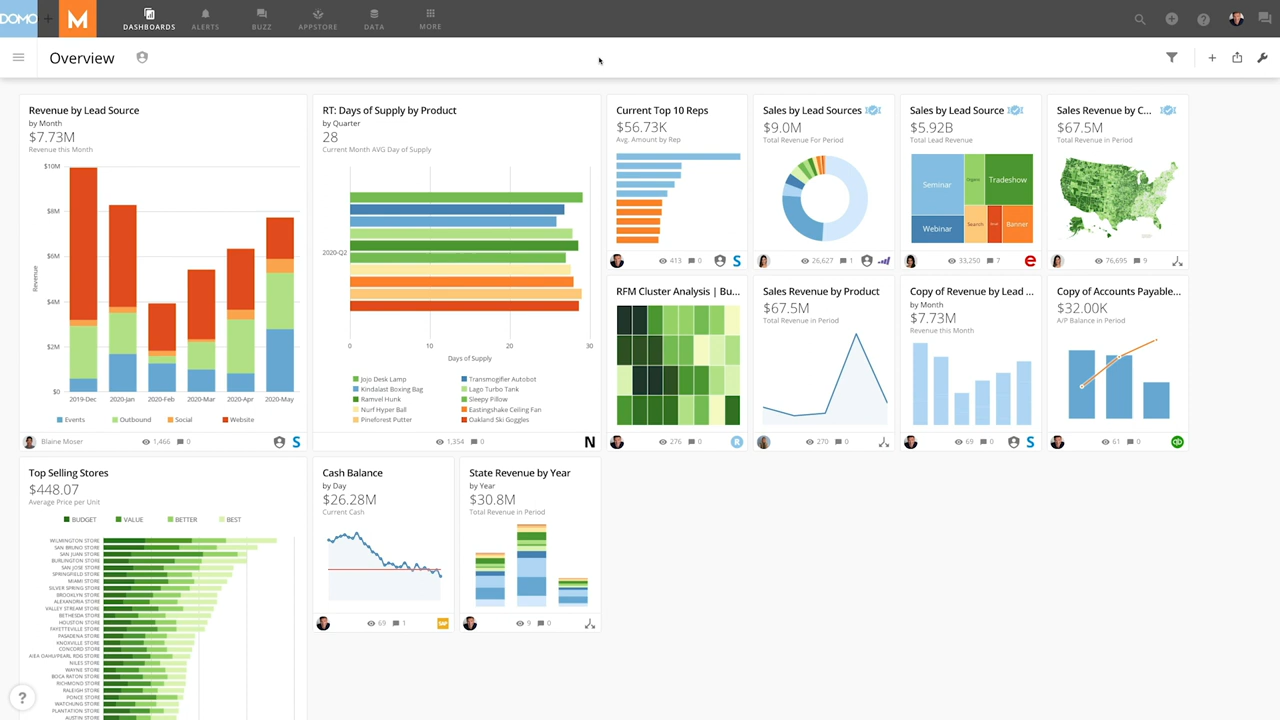 DOMO
M
DASHBOARDS
ALERTS
BUZZ
APPSTORE
DATA
MORE
Overview
Revenue by Lead Source
by Month
$7.73M
Revenue this Month
$10M
$8M
$6M
$4M
$2M
$0
Revenue
2019-Dec 2020-Jan 2020-Feb 2020-Mar 2020-Apr 2020-May
Events Outbound Social Website
Blaine Moser 1,466 0 S
RT: Days of Supply by Product
by Quarter
28
Current Month AVG Day of Supply
2020-Q2
0 10 20 30
Days of Supply
Jojo Desk Lamp Transmogifier Autobot
Kindalast Boxing Bag Lago Turbo Tank
Ramvel Hunk Sleepy Pillow
Nurf Hyper Ball Eastingshake Ceiling Fan
Pineforest Putter Oakland Ski Goggles
1,354 0 N
Current Top 10 Reps
$56.73K
Avg. Amount by Rep
413 0 S
Sales by Lead Sources
$9.0M
Total Revenue For Period
26,627 1
Sales by Lead Source
$5.92B
Total Lead Revenue
Seminar
Organic
Tradeshow
Webinar
Search
Banner
33,250 7 e
Sales Revenue by C...
$67.5M
Total Revenue in Period
76,695 9
RFM Cluster Analysis | Bu...
276 0 R
Sales Revenue by Product
$67.5M
Total Revenue in Period
270 0
Copy of Revenue by Lead ...
by Month
$7.73M
Revenue this Month
69 0 S
Copy of Accounts Payable...
$32.00K
A/P Balance in Period
61 0 qb
Top Selling Stores
$448.07
Average Price per Unit
BUDGET VALUE BETTER BEST
WILMINGTON STORE
SAN BRUNO STORE
SAN JUAN STORE
BURLINGTON STORE
SAN JOSE STORE
SPRINGFIELD STORE
MIAMI STORE
SILVER SPRING STORE
BROOKLYN STORE
ALEXANDRIA STORE
VALLEY STREAM STORE
BETHESDA STORE
HOUSTON STORE
FAYETTEVILLE STORE
PASADENA STORE
KNOXVILLE STORE
CONCORD STORE
AIEA DAHU/PEARL RDG STORE
NILES STORE
WAYNE STORE
BOCA RATON STORE
RICHMOND STORE
RALEIGH STORE
PONCE STORE
WATCHUNG STORE
PLANTATION STORE
AUSTIN STORE
Cash Balance
by Day
$26.28M
Current Cash
69 1 SAP
State Revenue by Year
by Year
$30.8M
Total Revenue in Period
9 0
?